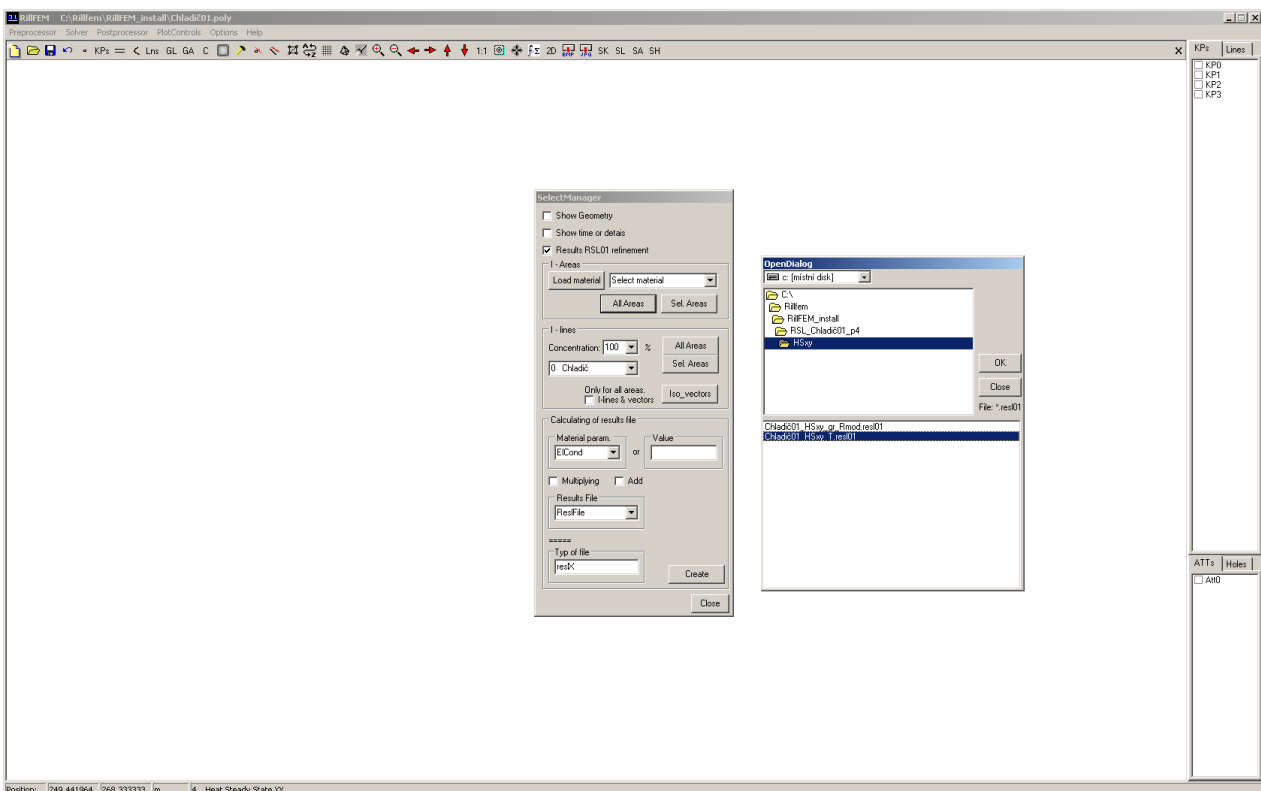 RillFEM C:\Rillfem\RillFEM_install\Chladič01.poly
Preprocessor Solver Postprocessor PlotControls Options Help
KPs Lns GL GA C 1:1 2D BMP JPG SK SL SA SH x
KPs Lines
KP0
KP1
KP2
KP3
SelectManager
Show Geometry
Show time or detais
Results RSL01 refinement
I - Areas
Load material Select material
All Areas Sel. Areas
I - lines
Concentration: 100 % All Areas
0 Chladič Sel. Areas
Only for all areas.
I-lines & vectors Iso_vectors
Calculating of results file
Material param. Value
ElCond or
Multiplying Add
Results File
ReslFile
=====
Typ of file
reslX
Create
Close
OpenDialog
c: [místní disk]
C:\
Rillfem
RillFEM_install
RSL_Chladič01_p4
HSxy
OK
Close
File: *.resl01
Chladič01_HSxy_gr_Rmod.resl01
Chladič01_HSxy_T.resl01
ATTs Holes
Att0
Position: 249.441964 268.333333 m 4 Heat Steady State XY